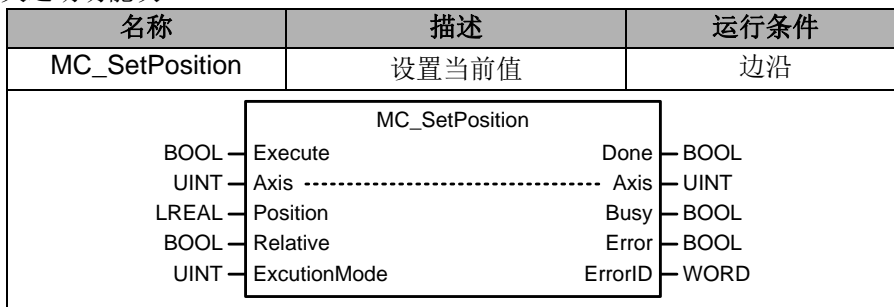 名称 描述 运行条件
MC_SetPosition 设置当前值 边沿
MC_SetPosition
BOOL Execute Done BOOL
UINT Axis Axis UINT
LREAL Position Busy BOOL
BOOL Relative Error BOOL
UINT ExcutionMode ErrorID WORD